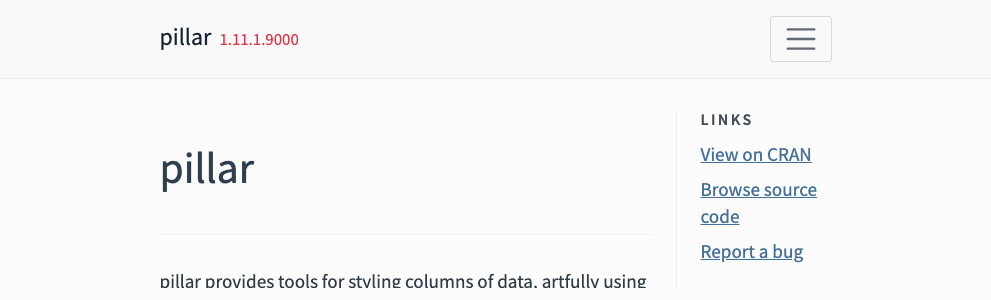 pillar 1.11.1.9000
pillar
pillar provides tools for styling columns of data, artfully using
LINKS
View on CRAN
Browse source
code
Report a bug